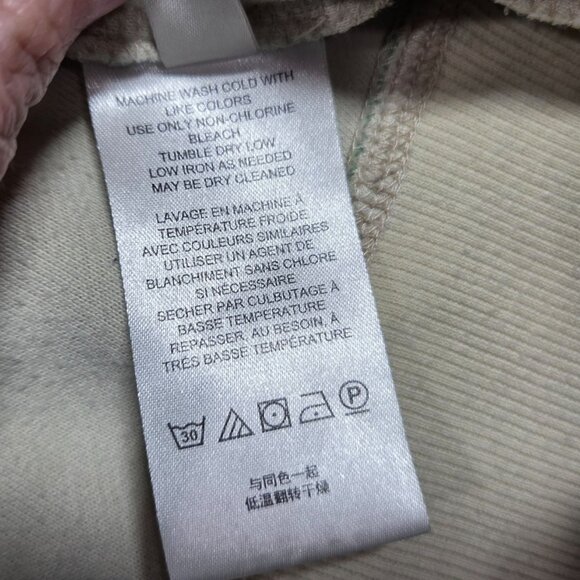 MACHINE WASH COLD WITH
LIKE COLORS
USE ONLY NON-CHLORINE
BLEACH
TUMBLE DRY LOW
LOW IRON AS NEEDED
MAY BE DRY CLEANED
LAVAGE EN MACHINE À
TEMPÉRATURE FROIDE
AVEC COULEURS SIMILAIRES
UTILISER UN AGENT DE
BLANCHIMENT SANS CHLORE
SI NÉCESSAIRE
SECHER PAR CULBUTAGE À
BASSE TEMPERATURE
REPASSER, AU BESOIN, À
TRÉS BASSE TEMPÉRATURE
30 P
与同色一起
低温翻转干燥